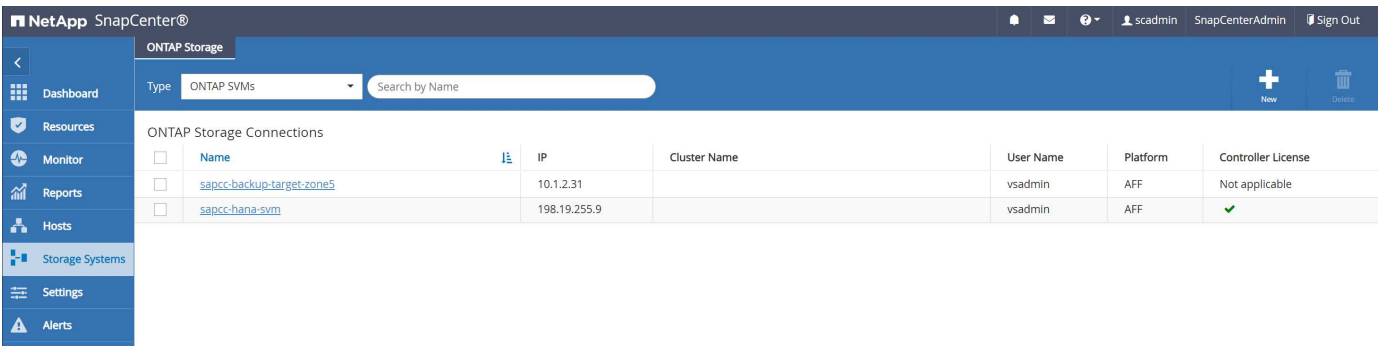 NetApp SnapCenter® scadmin SnapCenterAdmin Sign Out
ONTAP Storage
Type ONTAP SVMs Search by Name New Delete
Dashboard
Resources
Monitor
Reports
Hosts
Storage Systems
Settings
Alerts
ONTAP Storage Connections
Name IP Cluster Name User Name Platform Controller License
sapcc-backup-target-zone5 10.1.2.31 vsadmin AFF Not applicable
sapcc-hana-svm 198.19.255.9 vsadmin AFF